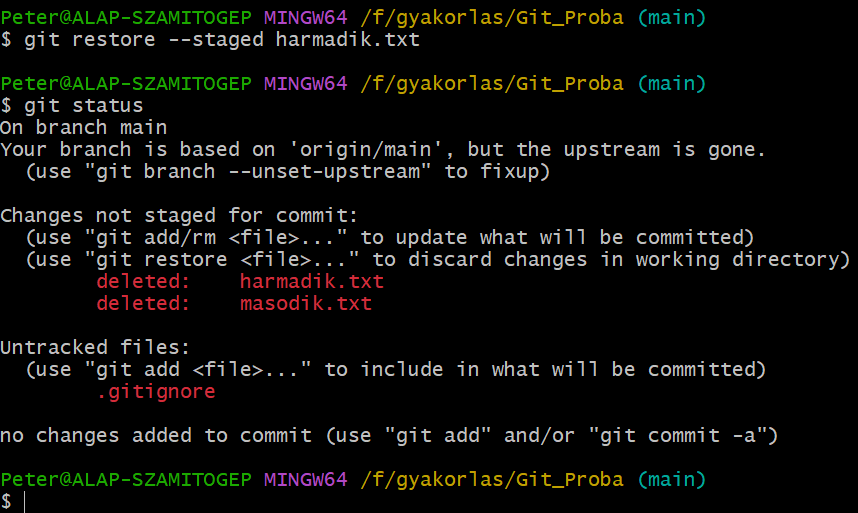 Peter@ALAP-SZAMITOGEP MINGW64 /f/gyakorlas/Git_Proba (main)
$ git restore --staged harmadik.txt
Peter@ALAP-SZAMITOGEP MINGW64 /f/gyakorlas/Git_Proba (main)
$ git status
On branch main
Your branch is based on 'origin/main', but the upstream is gone.
  (use "git branch --unset-upstream" to fixup)
Changes not staged for commit:
  (use "git add/rm <file>..." to update what will be committed)
  (use "git restore <file>..." to discard changes in working directory)
        deleted:    harmadik.txt
        deleted:    masodik.txt
Untracked files:
  (use "git add <file>..." to include in what will be committed)
        .gitignore
no changes added to commit (use "git add" and/or "git commit -a")
Peter@ALAP-SZAMITOGEP MINGW64 /f/gyakorlas/Git_Proba (main)
$